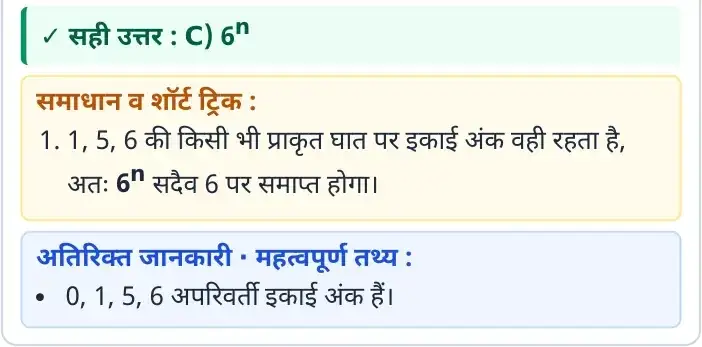 ✓ सही उत्तर : C) 6ⁿ
समाधान व शॉर्ट ट्रिक :
1. 1, 5, 6 की किसी भी प्राकृत घात पर इकाई अंक वही रहता है,
अतः 6ⁿ सदैव 6 पर समाप्त होगा।
अतिरिक्त जानकारी · महत्वपूर्ण तथ्य :
• 0, 1, 5, 6 अपरिवर्ती इकाई अंक हैं।